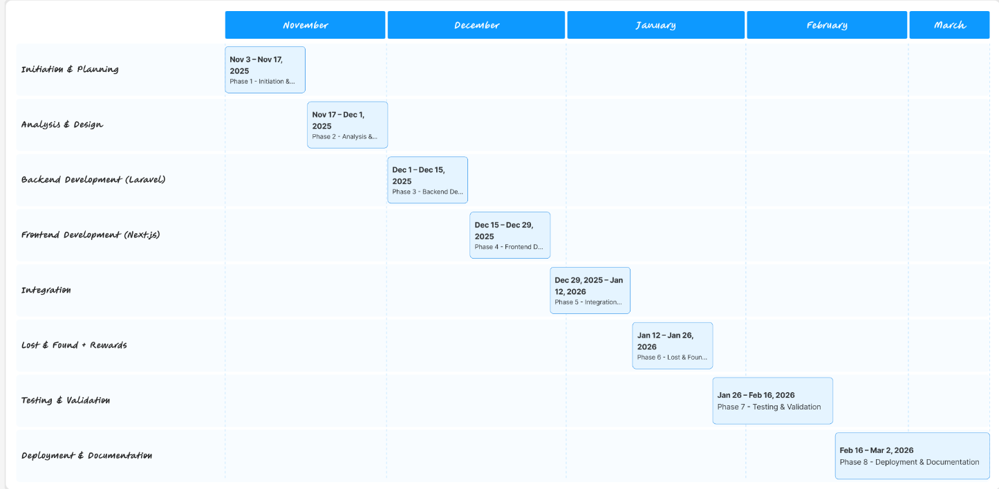 November December January February March
Initiation & Planning
Nov 3 – Nov 17,
2025
Phase 1 - Initiation &...
Analysis & Design
Nov 17 – Dec 1,
2025
Phase 2 - Analysis &...
Backend Development (Laravel)
Dec 1 – Dec 15,
2025
Phase 3 - Backend De...
Frontend Development (Next.js)
Dec 15 – Dec 29,
2025
Phase 4 - Frontend D...
Integration
Dec 29, 2025 – Jan
12, 2026
Phase 5 - Integration...
Lost & Found + Rewards
Jan 12 – Jan 26,
2026
Phase 6 - Lost & Foun...
Testing & Validation
Jan 26 – Feb 16, 2026
Phase 7 - Testing & Validation
Deployment & Documentation
Feb 16 – Mar 2, 2026
Phase 8 - Deployment & Documentation